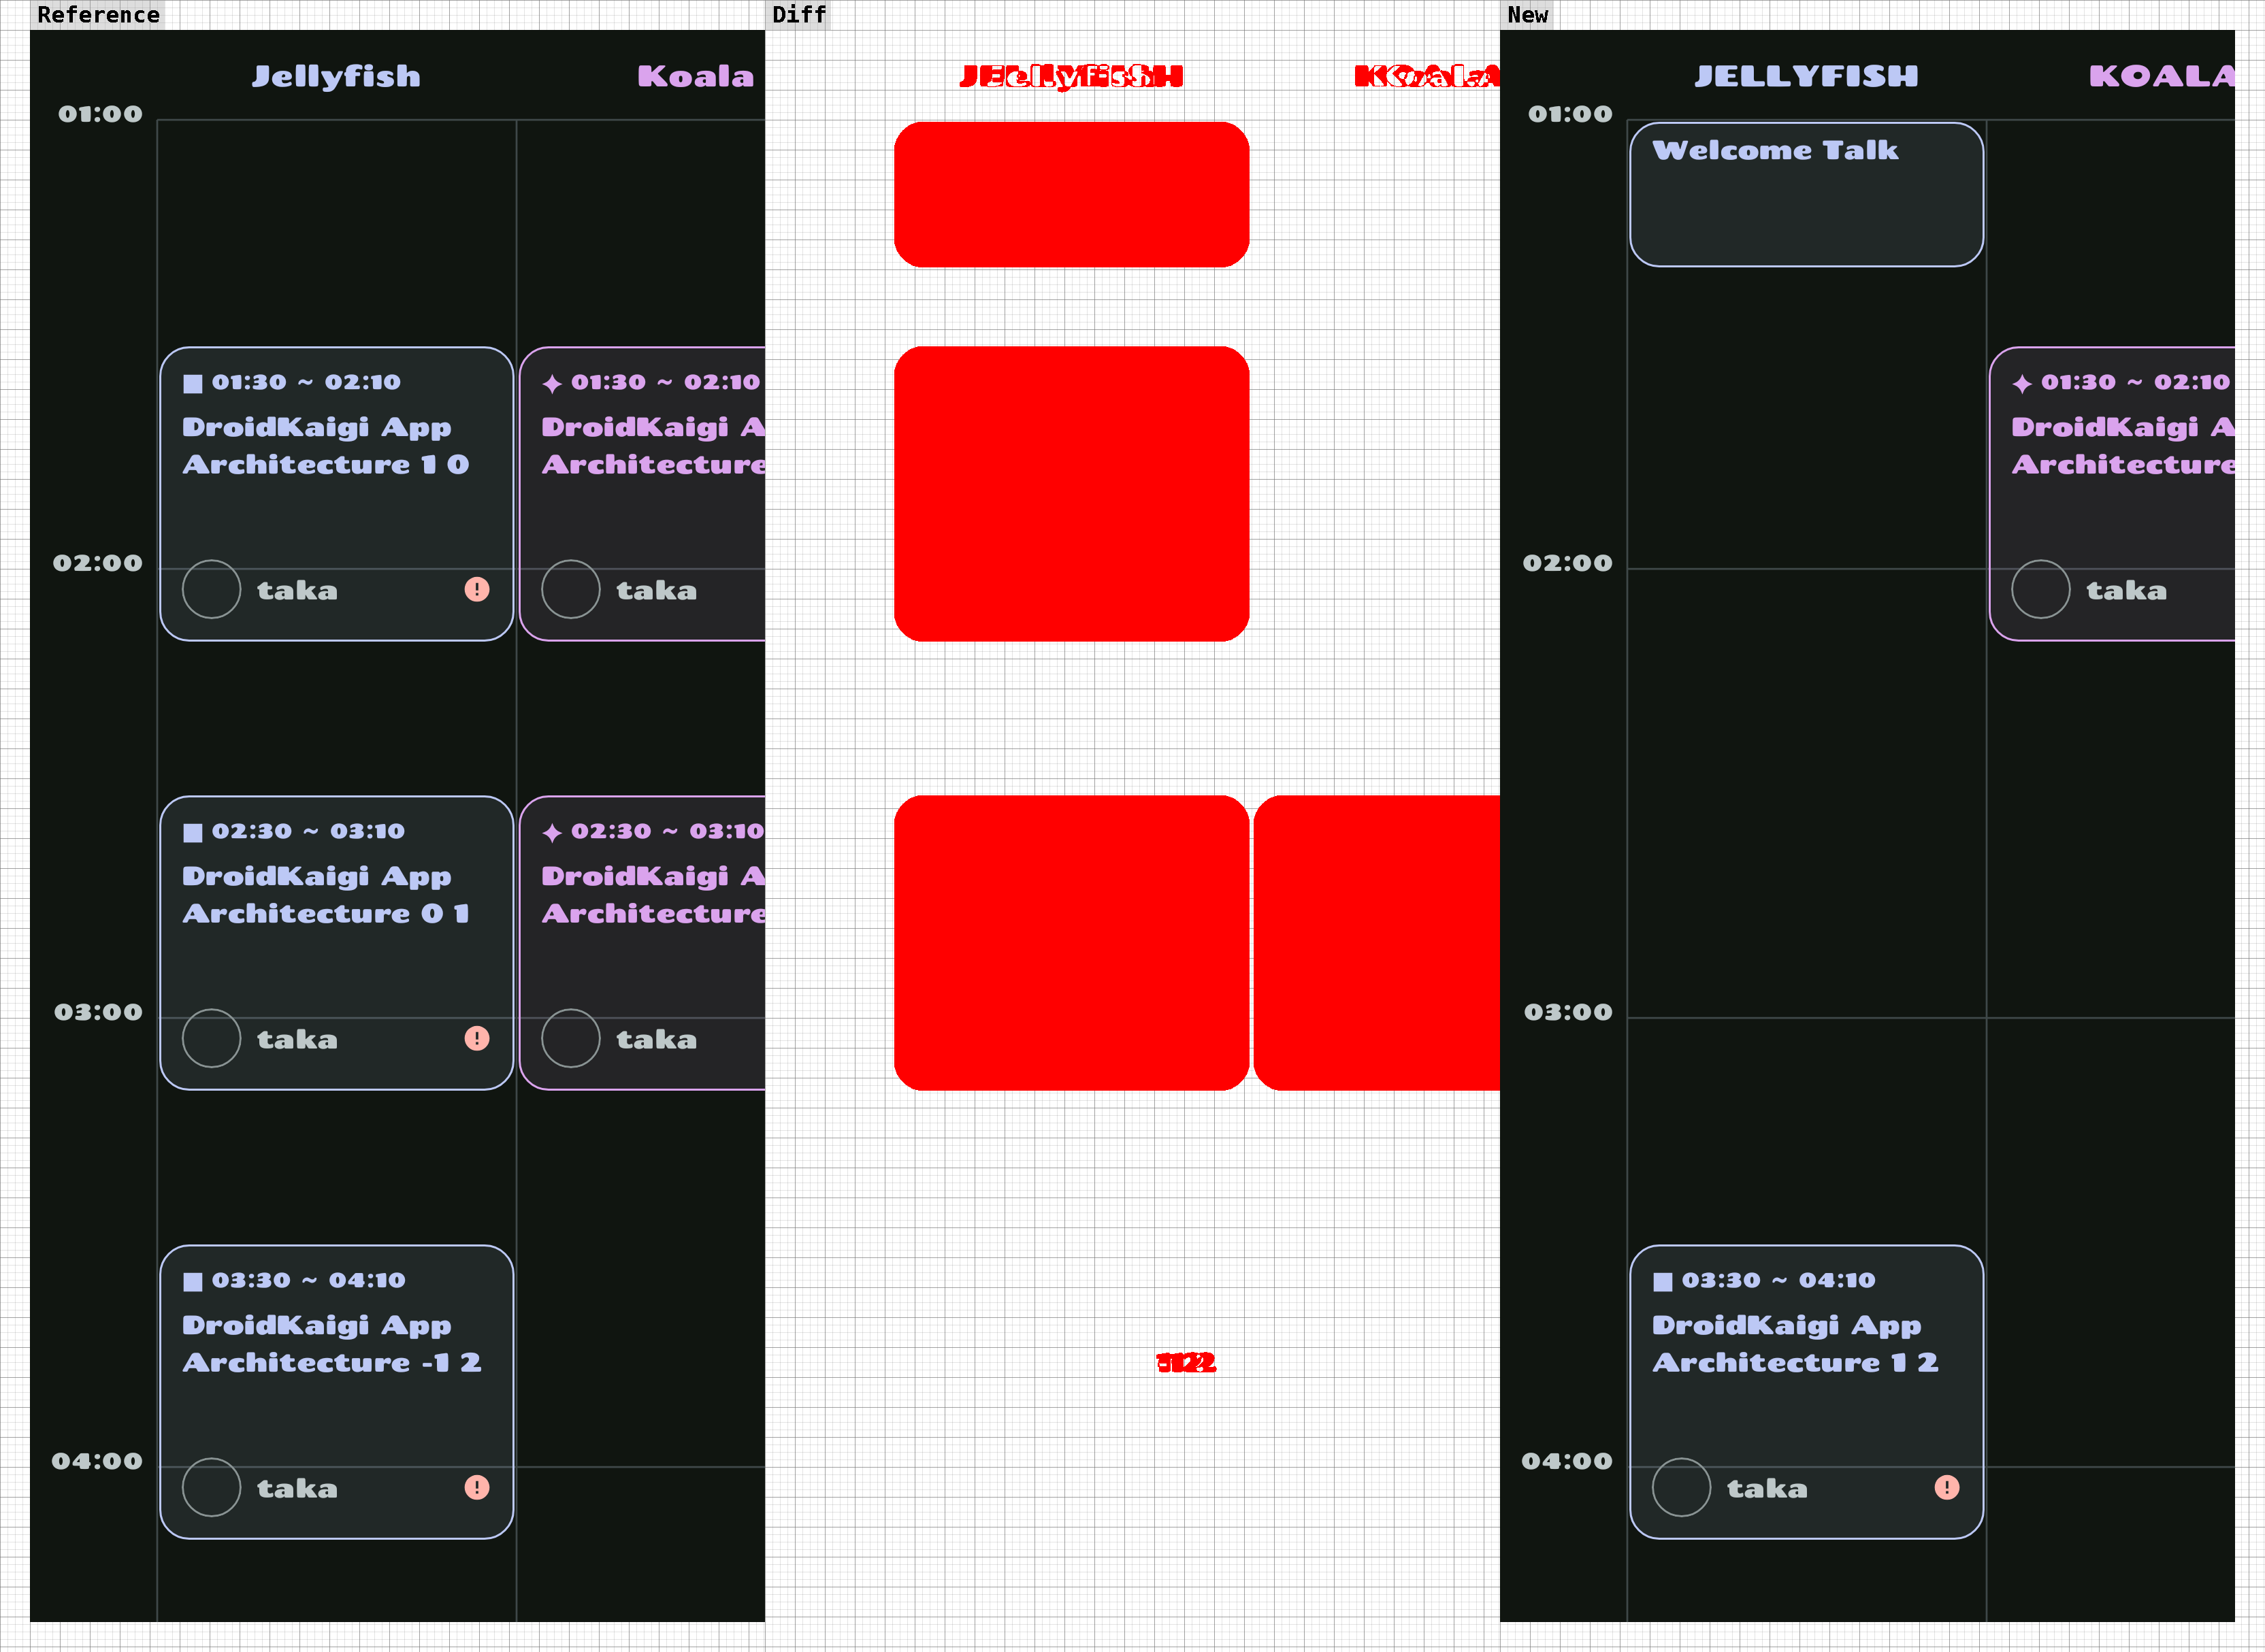 Reference
Jellyfish Koala
01:00
01:30 ~ 02:10
DroidKaigi App
Architecture 1 0
01:30 ~ 02:10
DroidKaigi A
Architecture
02:00
taka
taka
02:30 ~ 03:10
DroidKaigi App
Architecture 0 1
02:30 ~ 03:10
DroidKaigi A
Architecture
03:00
taka
taka
03:30 ~ 04:10
DroidKaigi App
Architecture -1 2
04:00
taka
Diff
New
JELLYFISH KOALA
01:00
Welcome Talk
01:30 ~ 02:10
DroidKaigi A
Architecture
02:00
taka
03:00
03:30 ~ 04:10
DroidKaigi App
Architecture 1 2
04:00
taka